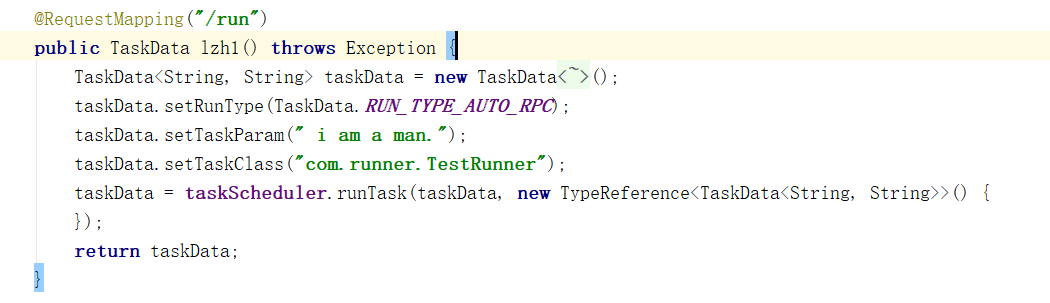 @RequestMapping("/run")
public TaskData lzh1() throws Exception {
TaskData<String, String> taskData = new TaskData<~>();
taskData.setRunType(TaskData.RUN_TYPE_AUTO_RPC);
taskData.setTaskParam(" i am a man.");
taskData.setTaskClass("com.runner.TestRunner");
taskData = taskScheduler.runTask(taskData, new TypeReference<TaskData<String, String>>() {
});
return taskData;
}